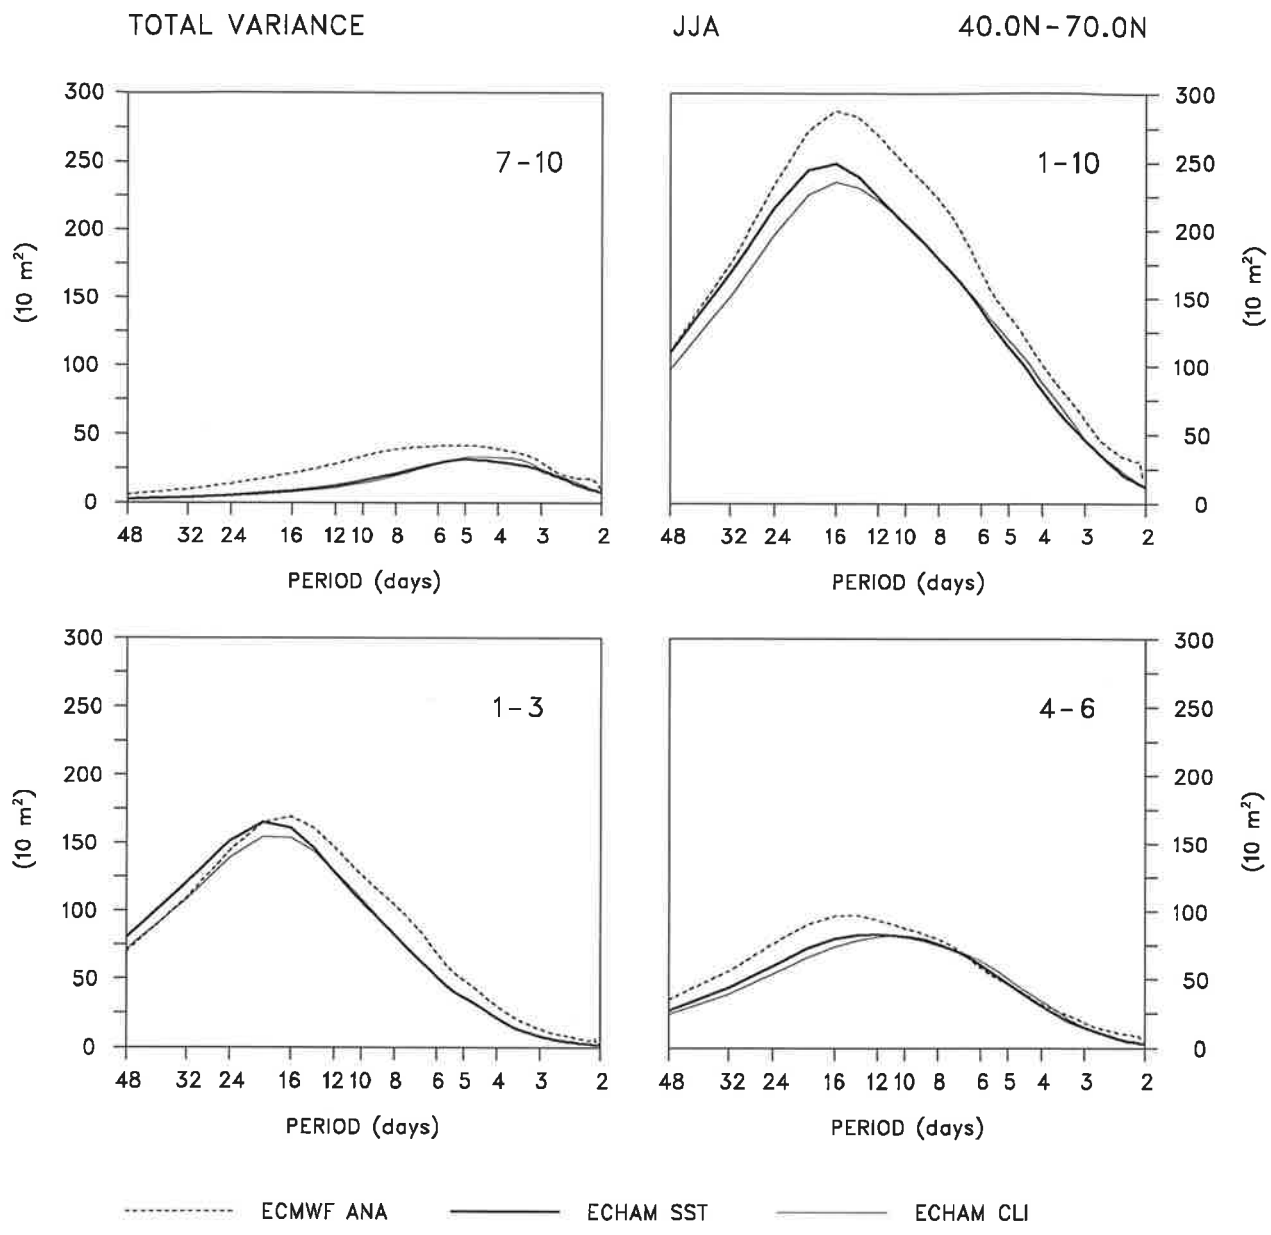 TOTAL VARIANCE JJA 40.0N-70.0N
300
250
200
150
100
50
0
(10 m²)
7-10
48 32 24 16 12 10 8 6 5 4 3 2
PERIOD (days)
1-10
300
250
200
150
100
50
0
(10 m²)
48 32 24 16 12 10 8 6 5 4 3 2
PERIOD (days)
300
250
200
150
100
50
0
(10 m²)
1-3
48 32 24 16 12 10 8 6 5 4 3 2
PERIOD (days)
4-6
300
250
200
150
100
50
0
(10 m²)
48 32 24 16 12 10 8 6 5 4 3 2
PERIOD (days)
ECMWF ANA ECHAM SST ECHAM CLI